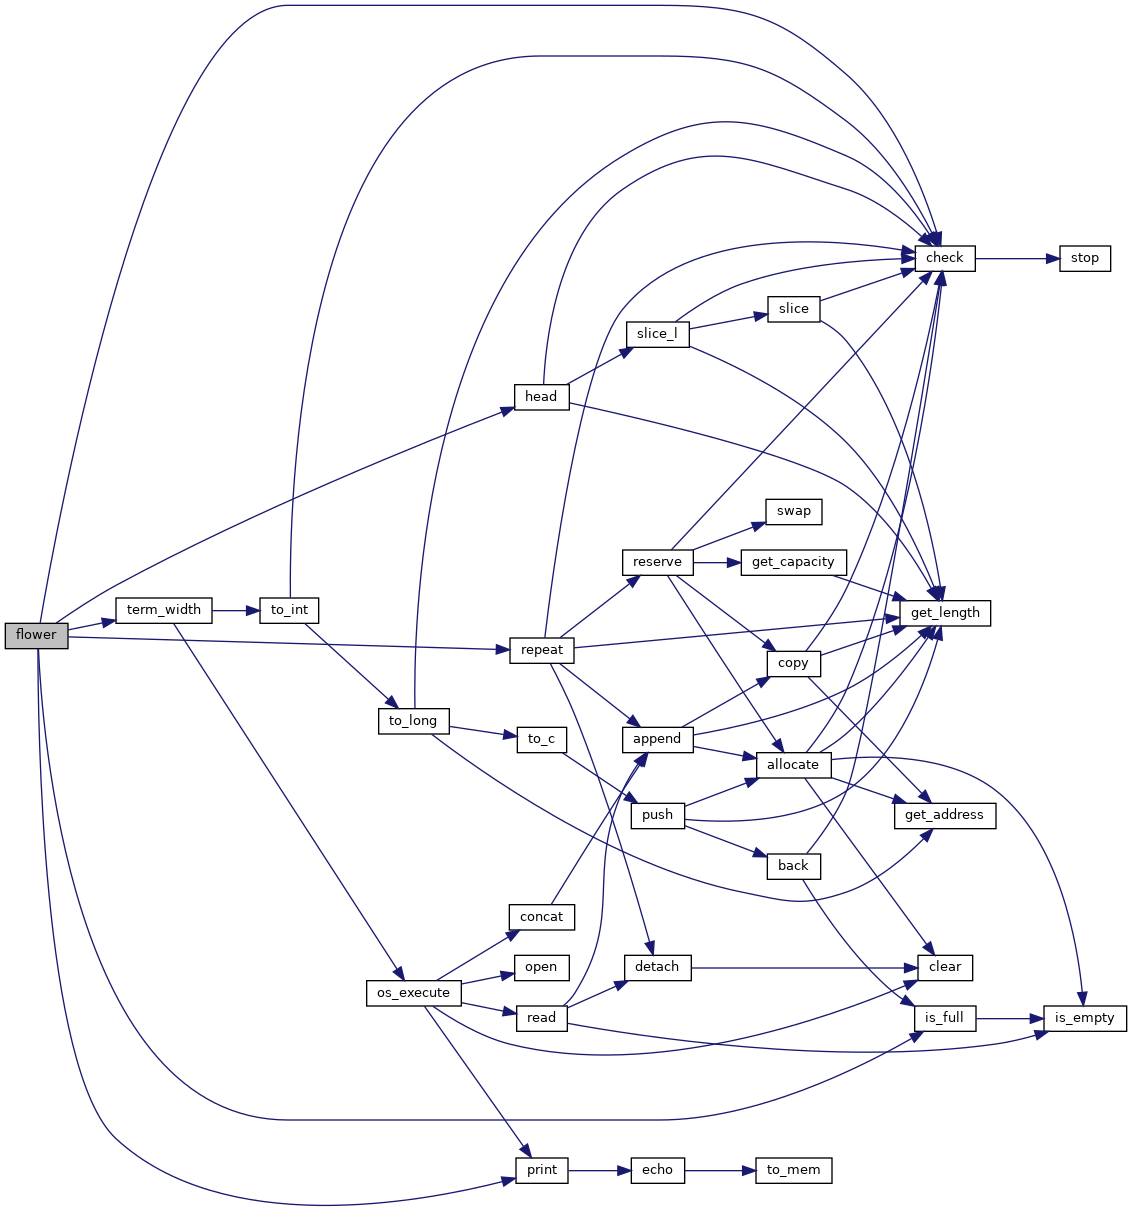 check
stop
slice
slice_l
head
swap
reserve
get_capacity
term_width
to_int
get_length
flower
repeat
copy
to_long
to_c
append
allocate
push
get_address
back
concat
open
detach
clear
os_execute
read
is_full
is_empty
print
echo
to_mem